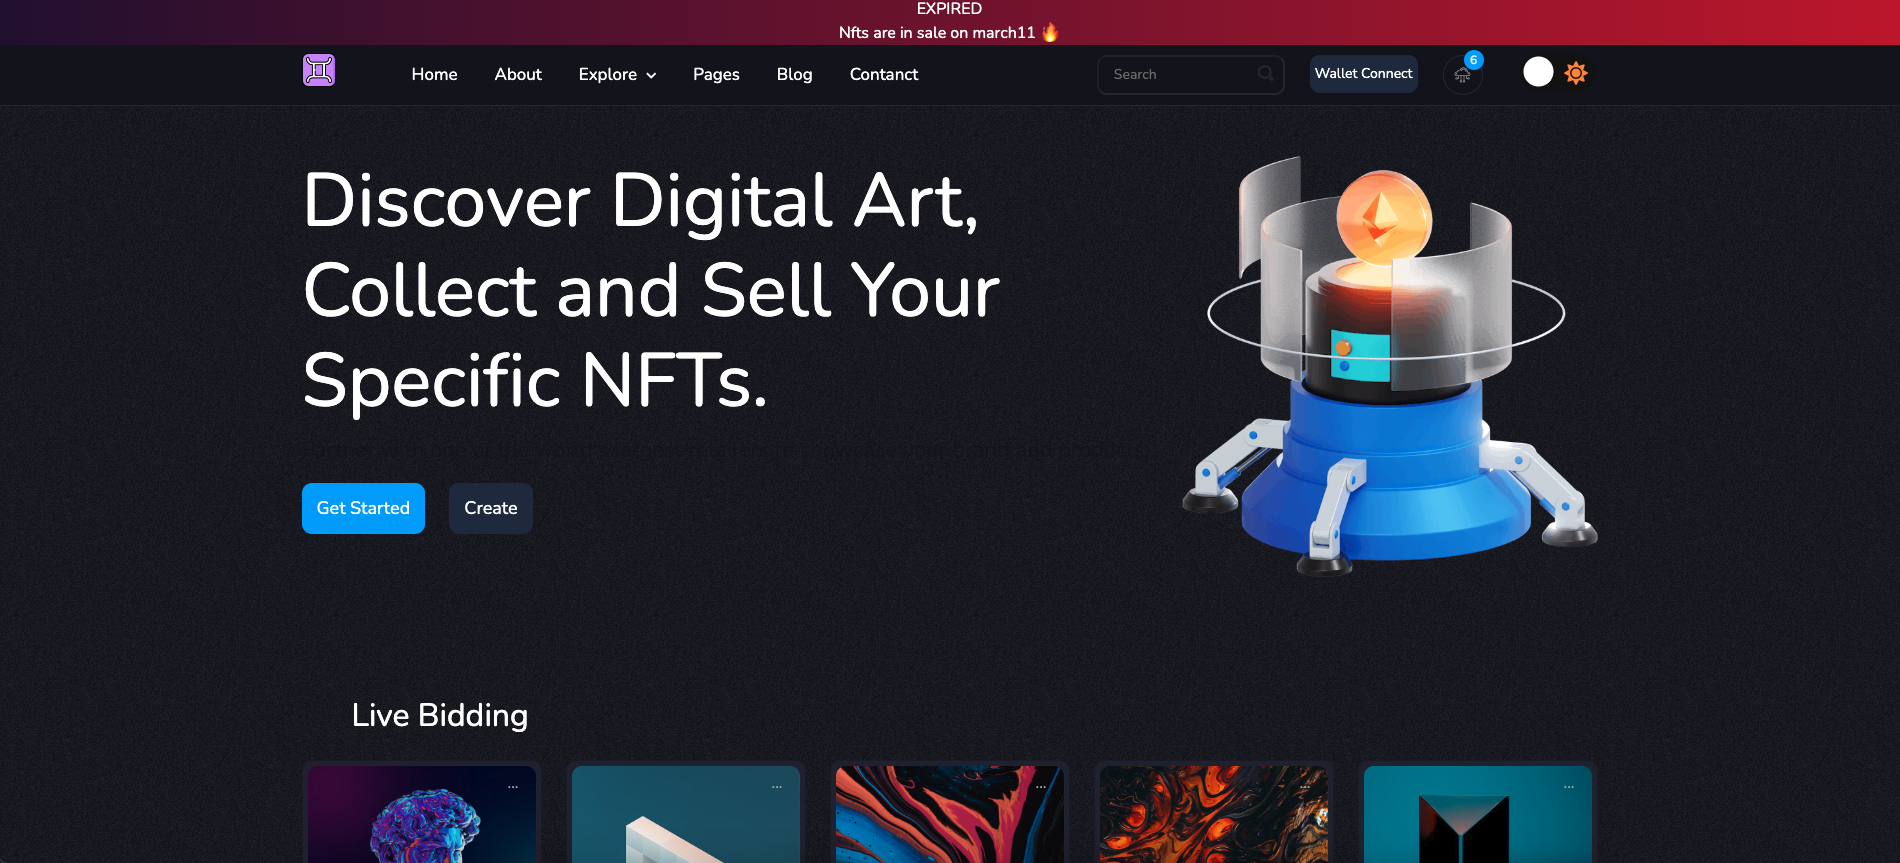 EXPIRED
Nfts are in sale on march11 🔥
Home About Explore Pages Blog Contanct
Search
Wallet Connect
6
Discover Digital Art,
Collect and Sell Your
Specific NFTs.
Get Started Create
Live Bidding